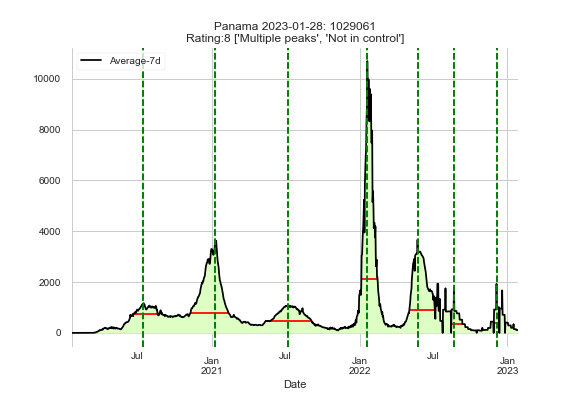 Panama 2023-01-28: 1029061
Rating:8 ['Multiple peaks', 'Not in control']
Average-7d
10000
8000
6000
4000
2000
0
Jul
Jan
2021
Jul
Jan
2022
Jul
Jan
2023
Date